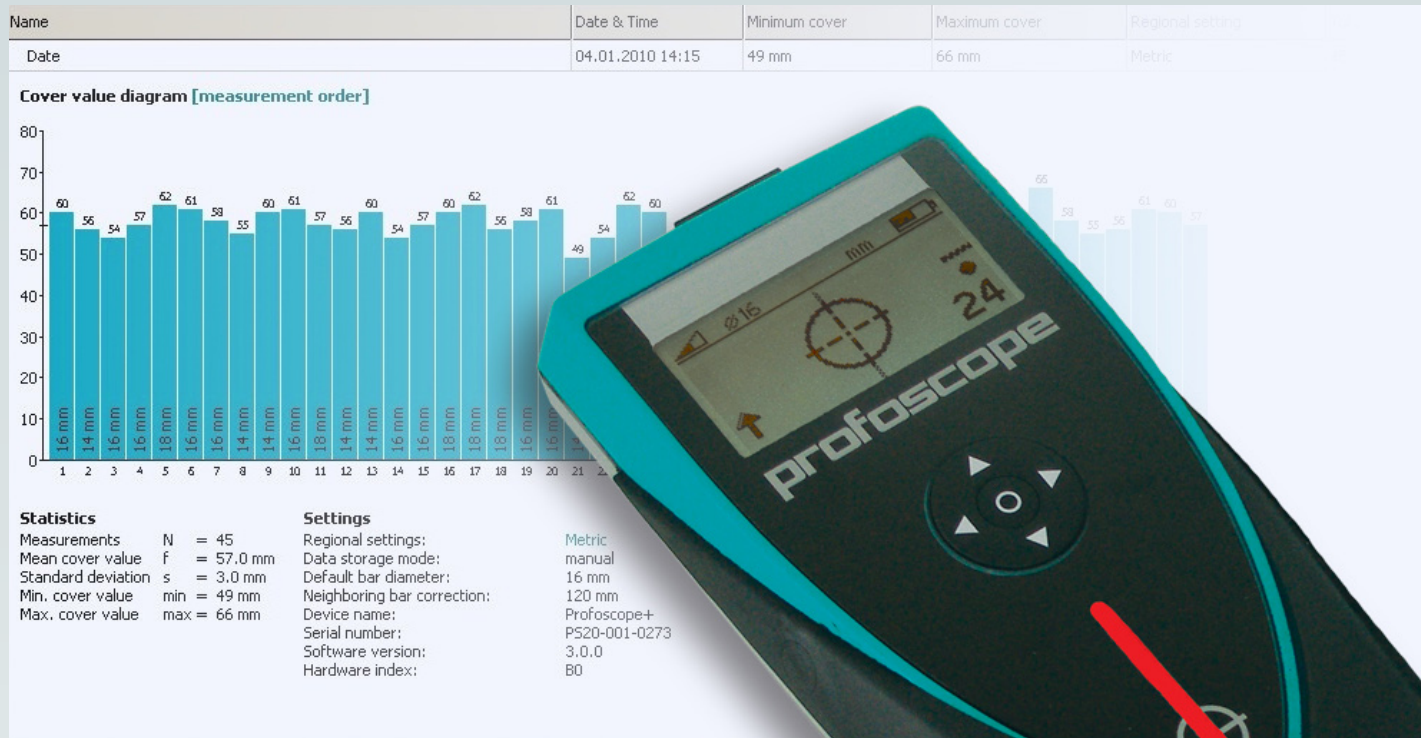 Name Date & Time Minimum cover Maximum cover Regional setting
Date 04.01.2010 14:15 49 mm 66 mm Metric
Cover value diagram [measurement order]
80
70
60
50
40
30
20
10
0
60 56 54 57 62 61 58 55 60 61 57 56 60 54 57 60 62 56 58 61 49 54 62 60
66 58 55 56 61 60 57
16 mm 14 mm 16 mm 16 mm 18 mm 16 mm 16 mm 14 mm 14 mm 16 mm 18 mm 14 mm 14 mm 16 mm 16 mm 18 mm 18 mm 18 mm 16 mm 16 mm
1 2 3 4 5 6 7 8 9 10 11 12 13 14 15 16 17 18 19 20 21
Ø16 mm
24
profoscope
Statistics
Measurements N = 45
Mean cover value f = 57.0 mm
Standard deviation s = 3.0 mm
Min. cover value min = 49 mm
Max. cover value max = 66 mm
Settings
Regional settings: Metric
Data storage mode: manual
Default bar diameter: 16 mm
Neighboring bar correction: 120 mm
Device name: Profoscope+
Serial number: PS20-001-0273
Software version: 3.0.0
Hardware index: B0